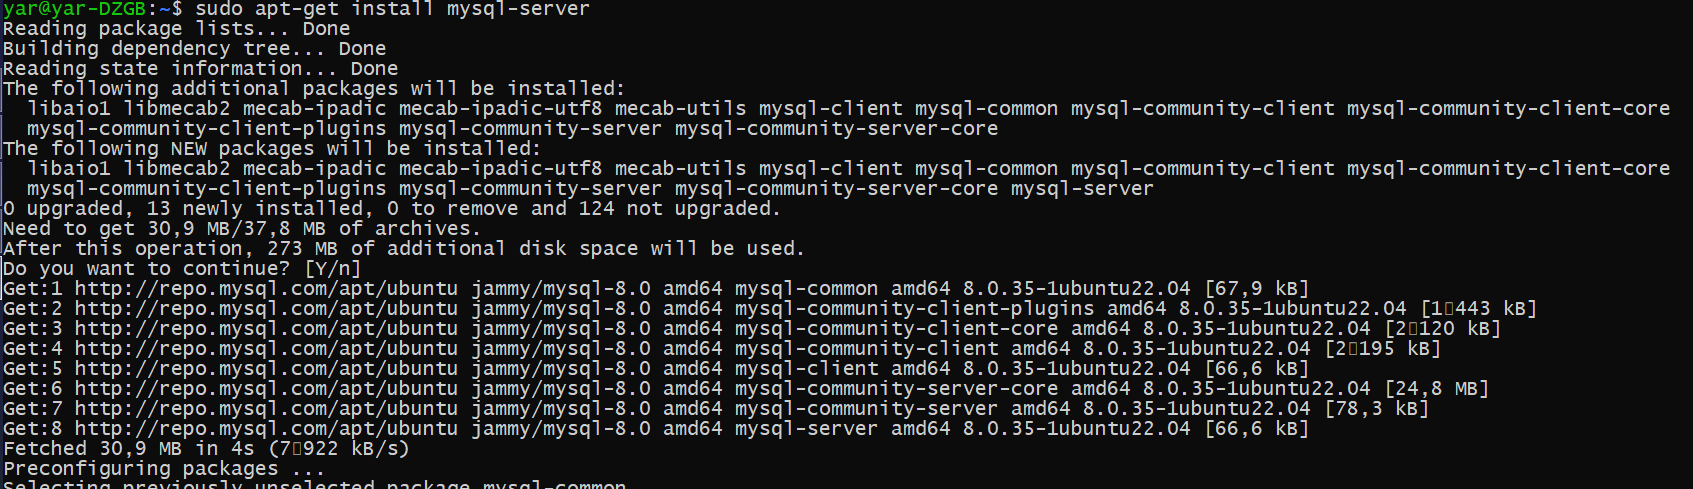 yar@yar-DZGB:~$ sudo apt-get install mysql-server
Reading package lists... Done
Building dependency tree... Done
Reading state information... Done
The following additional packages will be installed:
  libaio1 libmecab2 mecab-ipadic mecab-ipadic-utf8 mecab-utils mysql-client mysql-common mysql-community-client mysql-community-client-core
  mysql-community-client-plugins mysql-community-server mysql-community-server-core
The following NEW packages will be installed:
  libaio1 libmecab2 mecab-ipadic mecab-ipadic-utf8 mecab-utils mysql-client mysql-common mysql-community-client mysql-community-client-core
  mysql-community-client-plugins mysql-community-server mysql-community-server-core mysql-server
0 upgraded, 13 newly installed, 0 to remove and 124 not upgraded.
Need to get 30,9 MB/37,8 MB of archives.
After this operation, 273 MB of additional disk space will be used.
Do you want to continue? [Y/n]
Get:1 http://repo.mysql.com/apt/ubuntu jammy/mysql-8.0 amd64 mysql-common amd64 8.0.35-1ubuntu22.04 [67,9 kB]
Get:2 http://repo.mysql.com/apt/ubuntu jammy/mysql-8.0 amd64 mysql-community-client-plugins amd64 8.0.35-1ubuntu22.04 [1▯443 kB]
Get:3 http://repo.mysql.com/apt/ubuntu jammy/mysql-8.0 amd64 mysql-community-client-core amd64 8.0.35-1ubuntu22.04 [2▯120 kB]
Get:4 http://repo.mysql.com/apt/ubuntu jammy/mysql-8.0 amd64 mysql-community-client amd64 8.0.35-1ubuntu22.04 [2▯195 kB]
Get:5 http://repo.mysql.com/apt/ubuntu jammy/mysql-8.0 amd64 mysql-client amd64 8.0.35-1ubuntu22.04 [66,6 kB]
Get:6 http://repo.mysql.com/apt/ubuntu jammy/mysql-8.0 amd64 mysql-community-server-core amd64 8.0.35-1ubuntu22.04 [24,8 MB]
Get:7 http://repo.mysql.com/apt/ubuntu jammy/mysql-8.0 amd64 mysql-community-server amd64 8.0.35-1ubuntu22.04 [78,3 kB]
Get:8 http://repo.mysql.com/apt/ubuntu jammy/mysql-8.0 amd64 mysql-server amd64 8.0.35-1ubuntu22.04 [66,6 kB]
Fetched 30,9 MB in 4s (7▯922 kB/s)
Preconfiguring packages ...
Selecting previously unselected package mysql-common